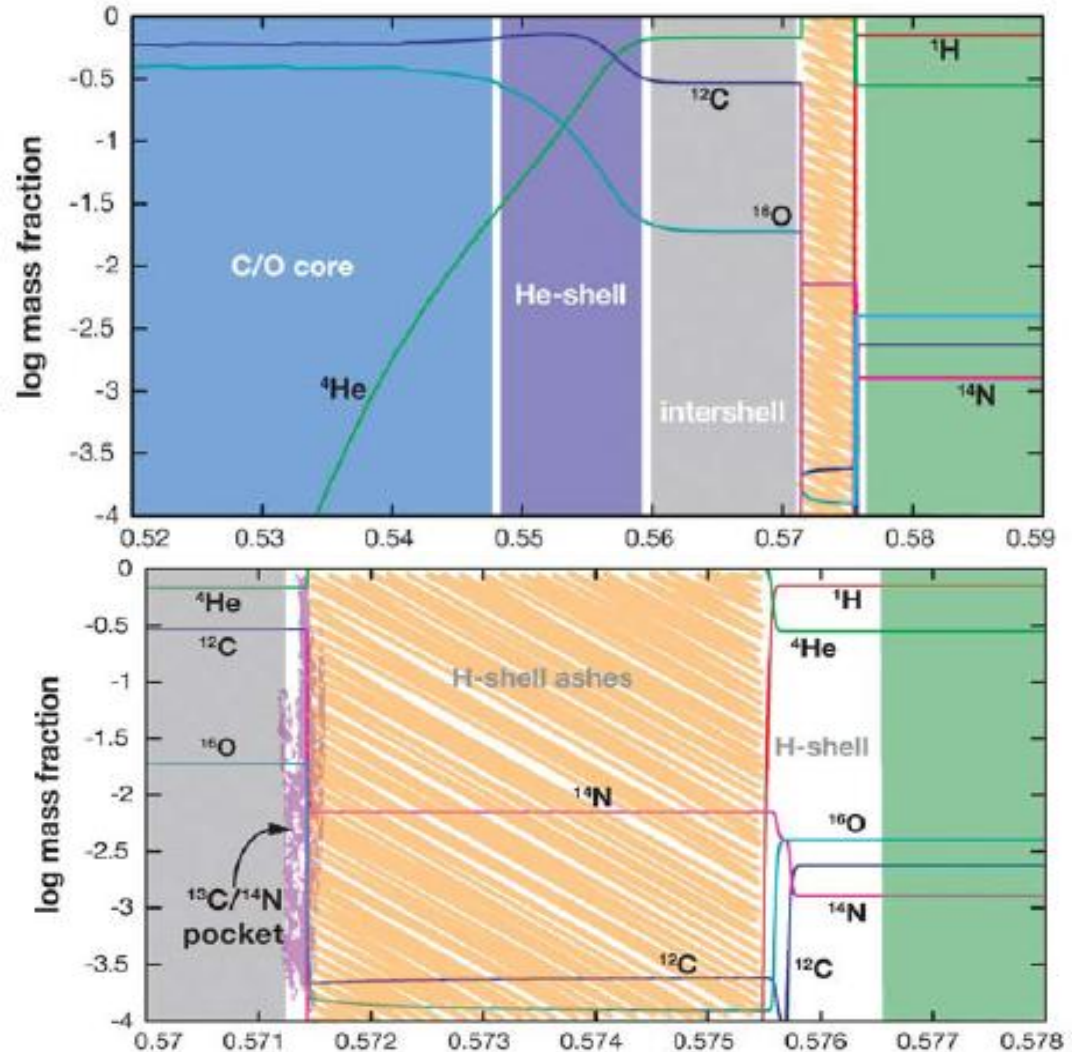 log mass fraction
0
-0.5
-1
-1.5
-2
-2.5
-3
-3.5
-4
¹H
¹²C
¹⁶O
C/O core
He-shell
⁴He
intershell
¹⁴N
0.52 0.53 0.54 0.55 0.56 0.57 0.58 0.59
log mass fraction
0
-0.5
-1
-1.5
-2
-2.5
-3
-3.5
-4
⁴He
¹H
¹²C
⁴He
H-shell ashes
¹⁶O
H-shell
¹⁴N
¹⁶O
¹³C/¹⁴N
pocket
¹⁴N
¹²C
¹²C
0.57 0.571 0.572 0.573 0.574 0.575 0.576 0.577 0.578